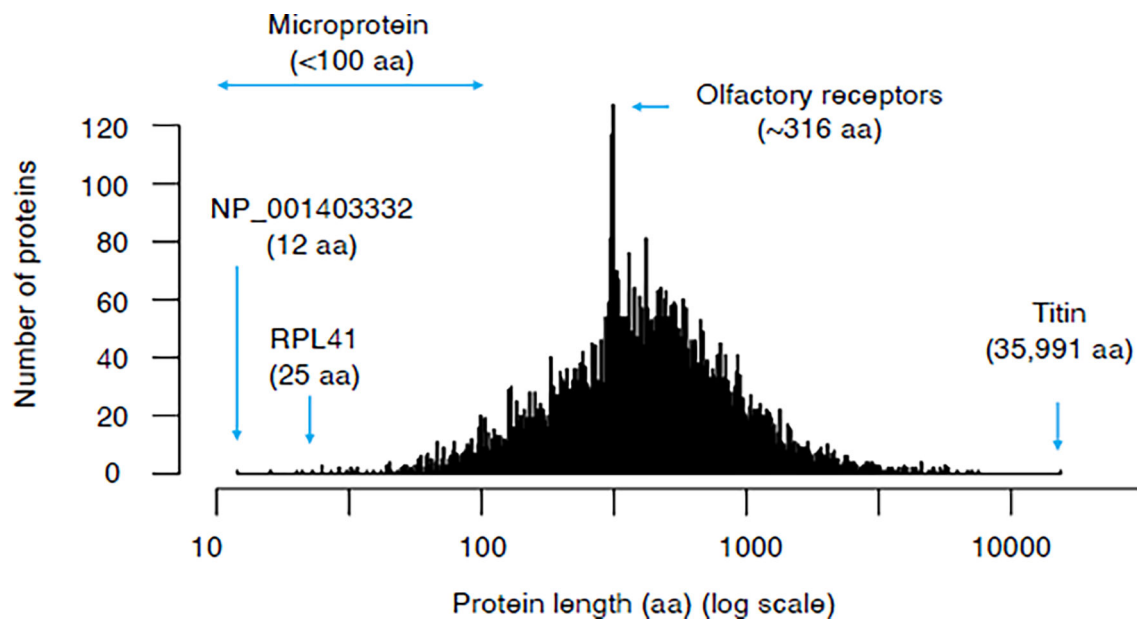 Microprotein
(<100 aa)
Olfactory receptors
(~316 aa)
120
100
80
60
40
20
0
Number of proteins
NP_001403332
(12 aa)
RPL41
(25 aa)
Titin
(35,991 aa)
10
100
1000
10000
Protein length (aa) (log scale)